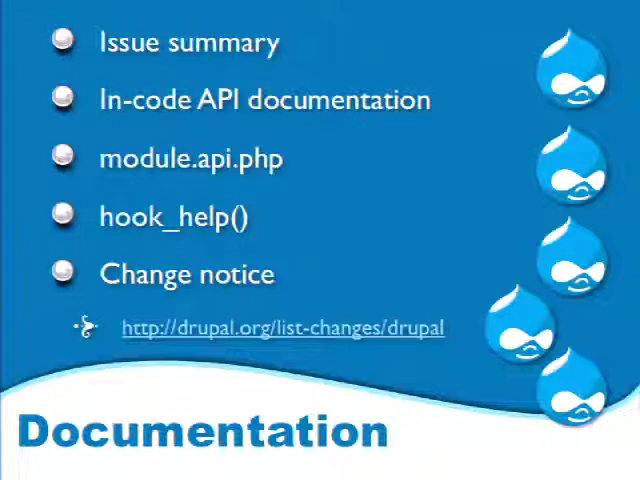 Issue summary
In-code API documentation
module.api.php
hook_help()
Change notice
http://drupal.org/list-changes/drupal
Documentation